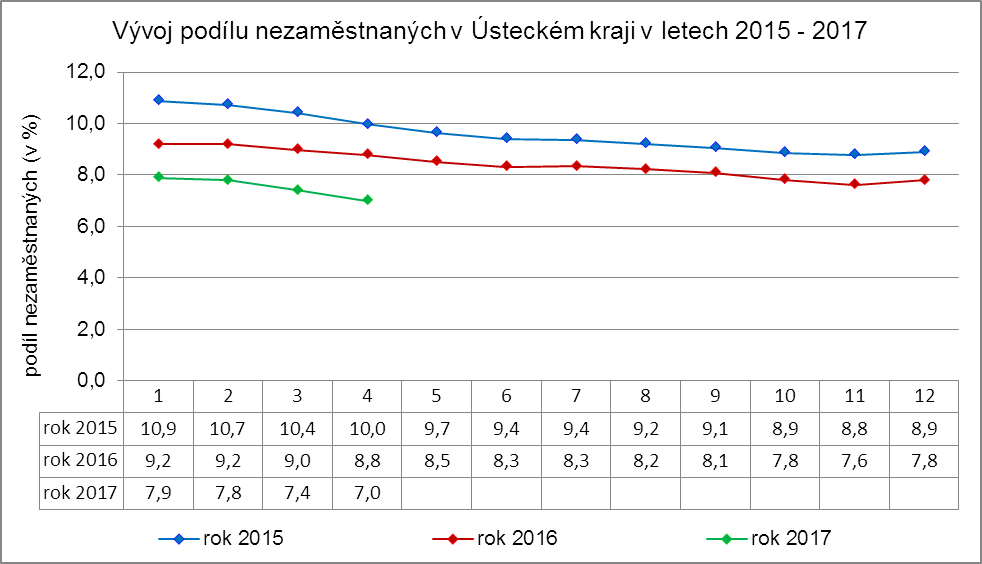 Vývoj podílu nezaměstnaných v Ústeckém kraji v letech 2015 - 2017
podíl nezaměstnaných (v %)
12,0
10,0
8,0
6,0
4,0
2,0
0,0
1 2 3 4 5 6 7 8 9 10 11 12
rok 2015 10,9 10,7 10,4 10,0 9,7 9,4 9,4 9,2 9,1 8,9 8,8 8,9
rok 2016 9,2 9,2 9,0 8,8 8,5 8,3 8,3 8,2 8,1 7,8 7,6 7,8
rok 2017 7,9 7,8 7,4 7,0
rok 2015 rok 2016 rok 2017